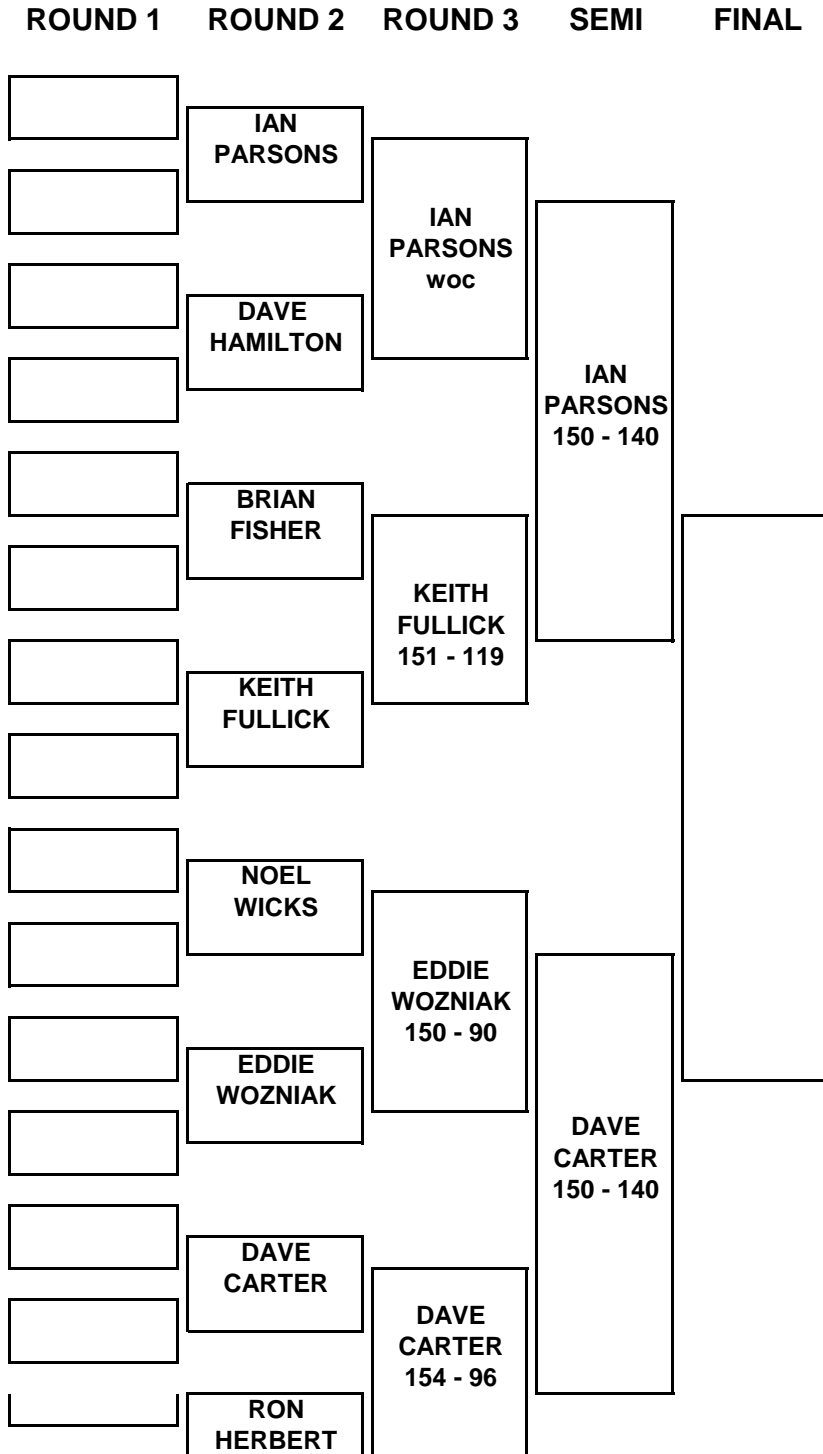 ROUND 1 ROUND 2 ROUND 3 SEMI FINAL
IAN
PARSONS
IAN
PARSONS
woc
DAVE
HAMILTON
IAN
PARSONS
150 - 140
BRIAN
FISHER
KEITH
FULLICK
151 - 119
KEITH
FULLICK
NOEL
WICKS
EDDIE
WOZNIAK
150 - 90
EDDIE
WOZNIAK
DAVE
CARTER
150 - 140
DAVE
CARTER
DAVE
CARTER
154 - 96
RON
HERBERT